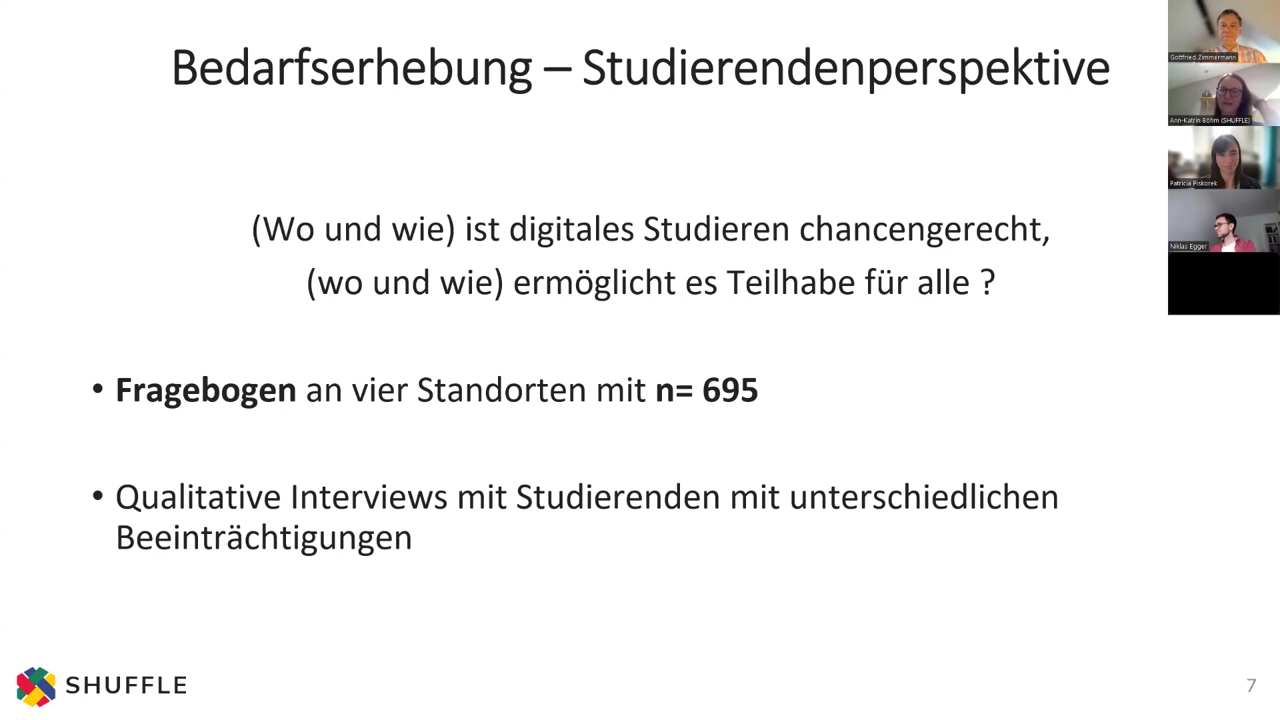 Bedarfserhebung – Studierendenperspektive
(Wo und wie) ist digitales Studieren chancengerecht,
(wo und wie) ermöglicht es Teilhabe für alle ?
• Fragebogen an vier Standorten mit n= 695
• Qualitative Interviews mit Studierenden mit unterschiedlichen
Beeinträchtigungen
SHUFFLE
7
Gottfried Zimmermann
Ann-Katrin Böhm (SHUFFLE)
Patricia Piskorek
Niklas Egger